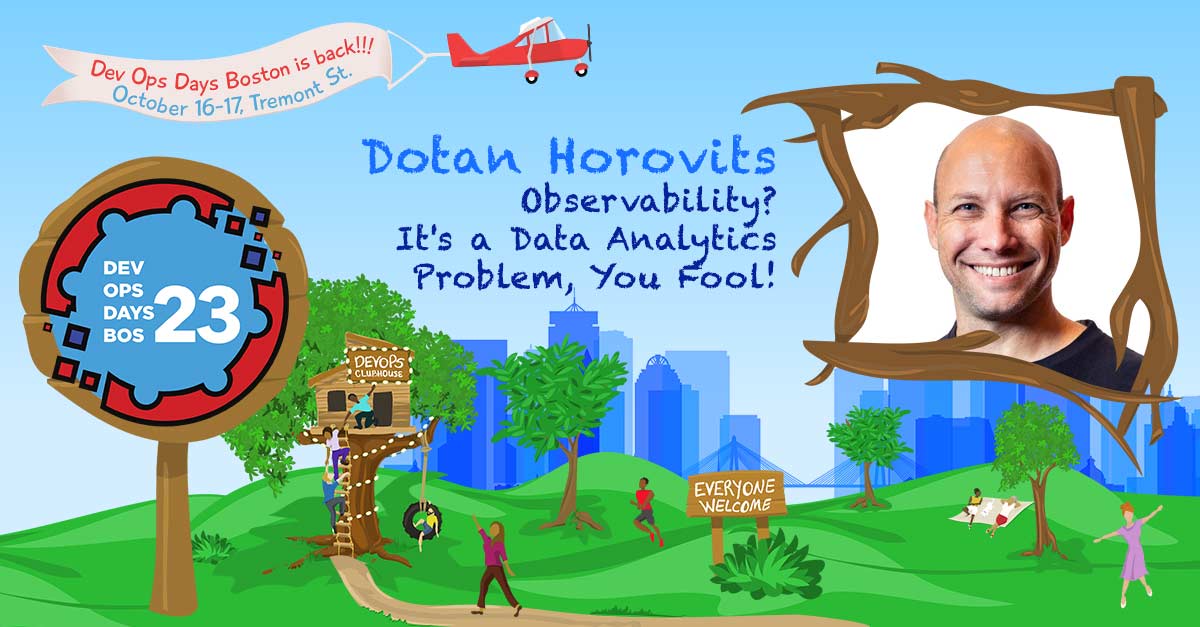 Dev Ops Days Boston is back!!!
October 16-17, Tremont St.
Dotan Horovits
Observability?
It's a Data Analytics
Problem, You Fool!
DEV
OPS
DAYS
BOS
23
DEVOPS
CLUPHOUSE
EVERYONE
WELCOME